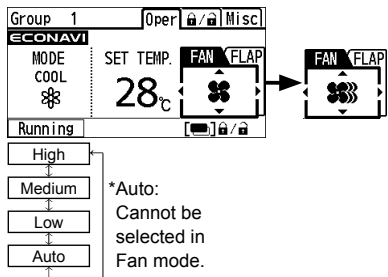 Group 1 Oper / Misc
ECONAVI
MODE SET TEMP. FAN FLAP FAN FLAP
COOL
28℃
Running /
High
Medium
Low
Auto
*Auto:
Cannot be
selected in
Fan mode.